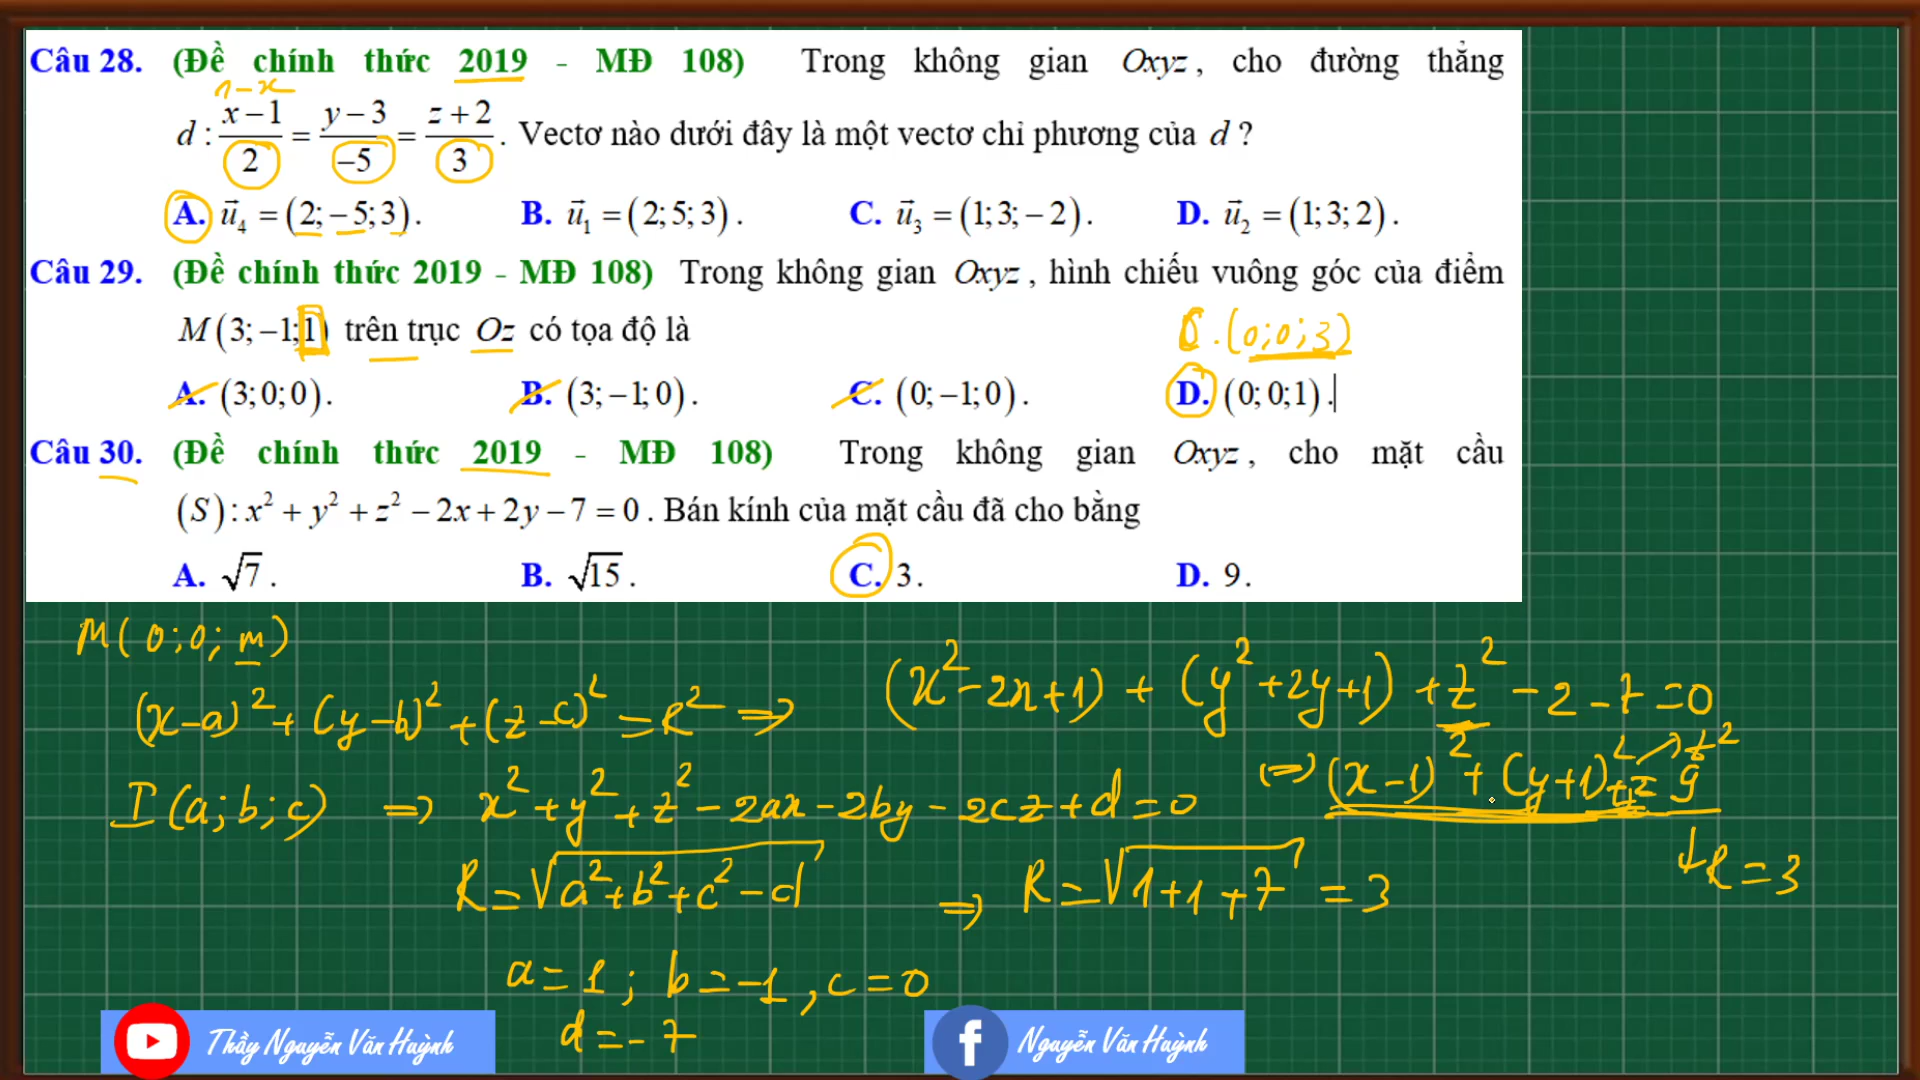 Câu 28. (Đề chính thức 2019 - MĐ 108) Trong không gian Oxyz, cho đường thẳng
1-x
d: x-1/2 = y-3/-5 = z+2/3. Vectơ nào dưới đây là một vectơ chỉ phương của d?
A. u⃗₄ = (2;-5;3). B. u⃗₁ = (2;5;3). C. u⃗₃ = (1;3;-2). D. u⃗₂ = (1;3;2).
Câu 29. (Đề chính thức 2019 - MĐ 108) Trong không gian Oxyz, hình chiếu vuông góc của điểm
M(3;-1;1) trên trục Oz có tọa độ là
(0;0;3)
A. (3;0;0). B. (3;-1;0). C. (0;-1;0). D. (0;0;1).
Câu 30. (Đề chính thức 2019 - MĐ 108) Trong không gian Oxyz, cho mặt cầu
(S): x² + y² + z² - 2x + 2y - 7 = 0. Bán kính của mặt cầu đã cho bằng
A. √7. B. √15. C. 3. D. 9.
M(0;0;m)
(x-a)² + (y-b)² + (z-c)² = R² ⇒ (x²-2x+1) + (y²+2y+1) + z² - 2 - 7 = 0
I(a;b;c) ⇒ x² + y² + z² - 2ax - 2by - 2cz + d = 0
⇔ (x-1)² + (y+1)² + z² = 9
R = √a²+b²+c²-d ⇒ R = √1+1+7 = 3
R = 3
a = 1; b = -1, c = 0
d = -7
Thầy Nguyễn Văn Huỳnh
Nguyễn Văn Huỳnh